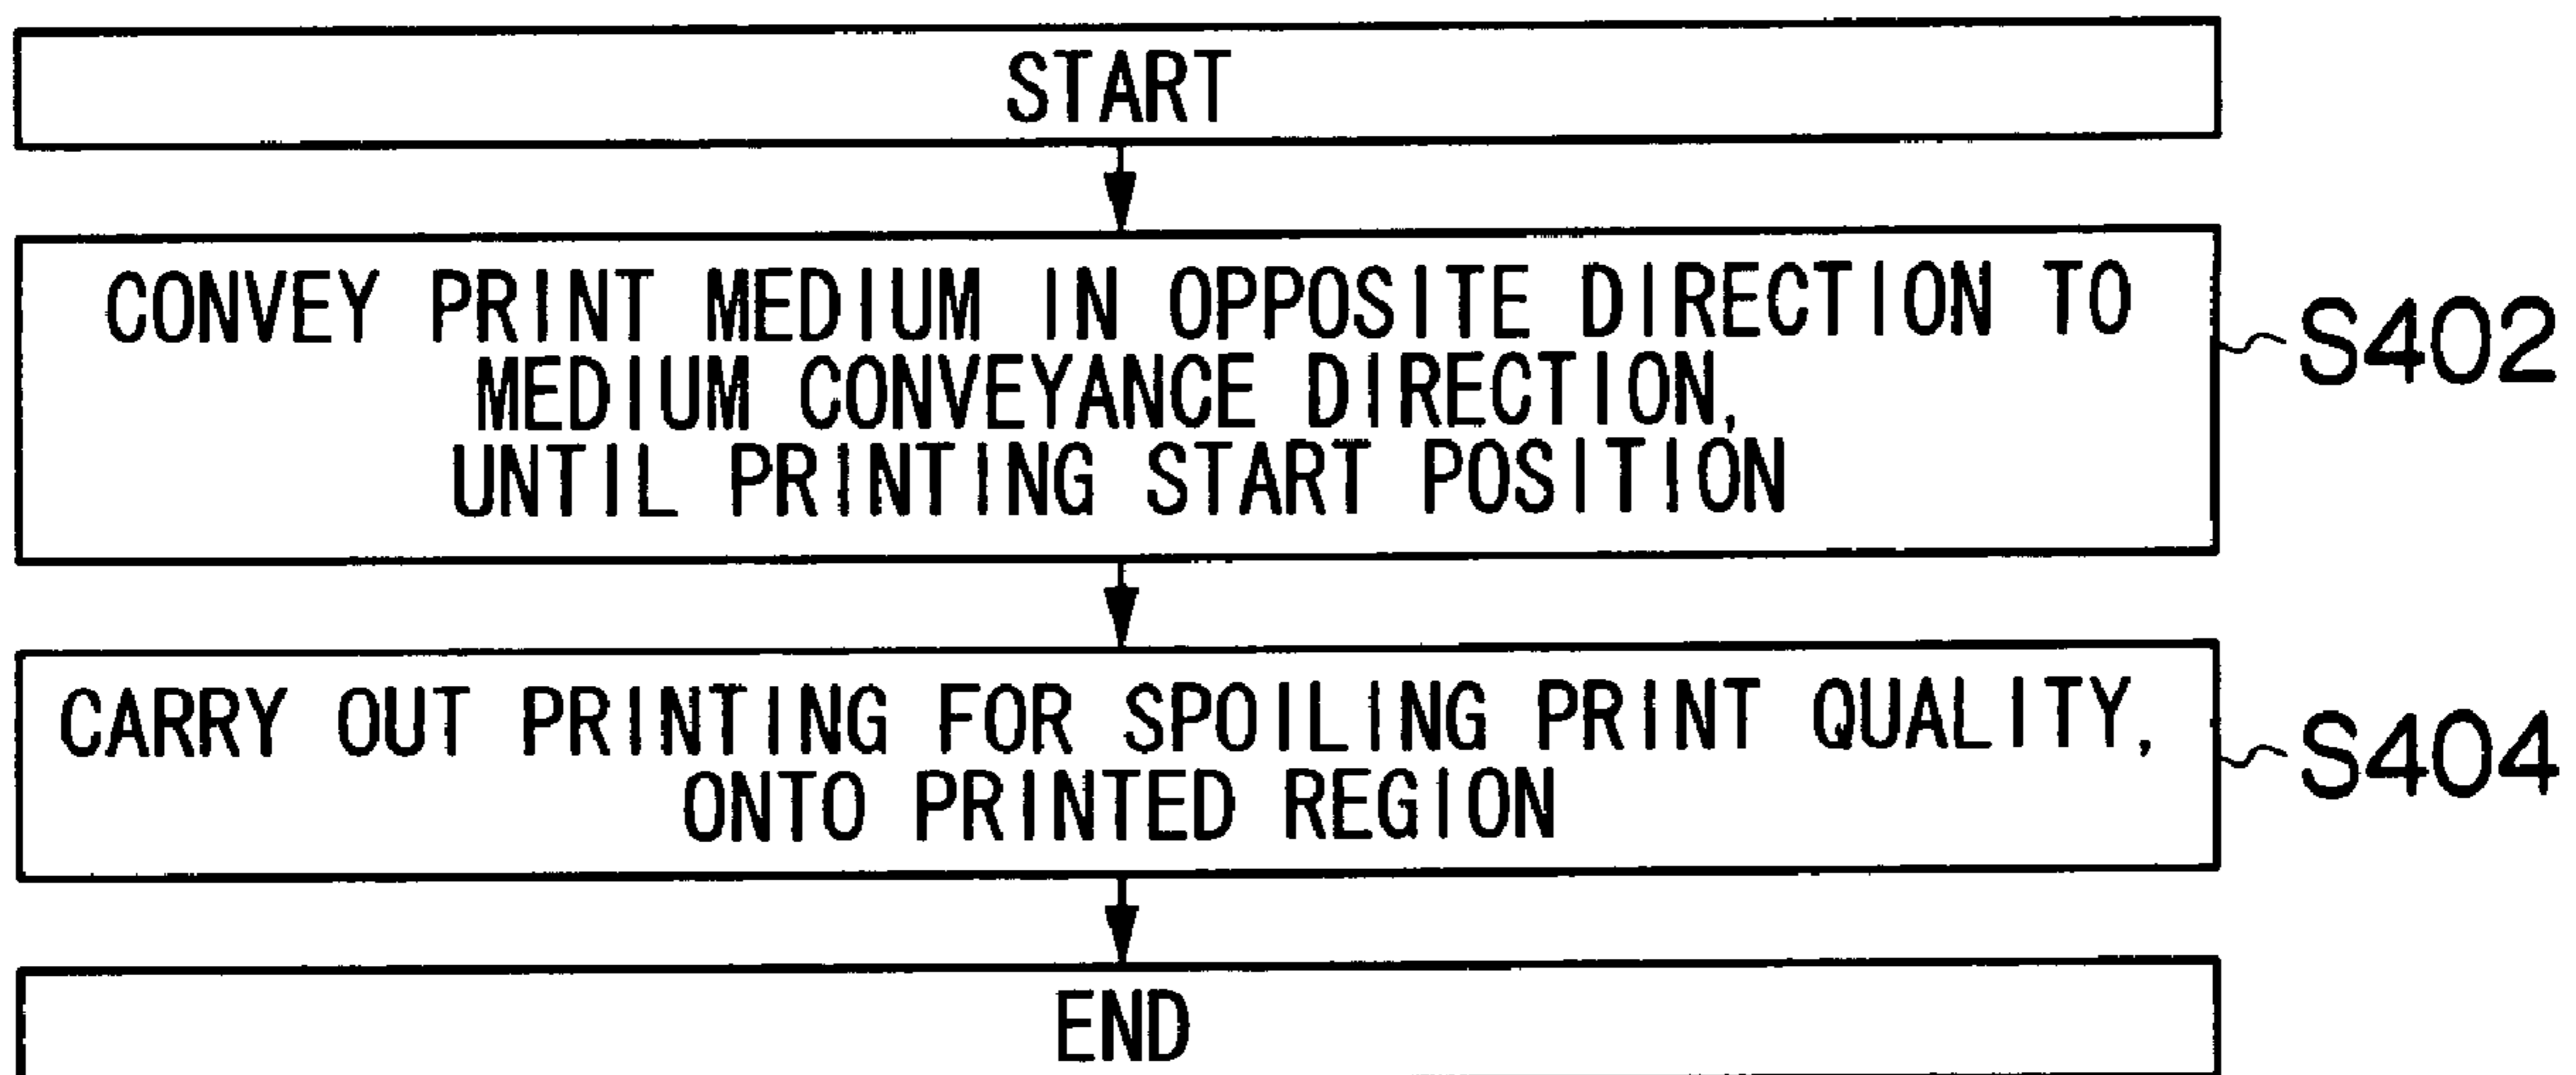 START
CONVEY PRINT MEDIUM IN OPPOSITE DIRECTION TO
MEDIUM CONVEYANCE DIRECTION,
UNTIL PRINTING START POSITION
S402
CARRY OUT PRINTING FOR SPOILING PRINT QUALITY,
ONTO PRINTED REGION
S404
END